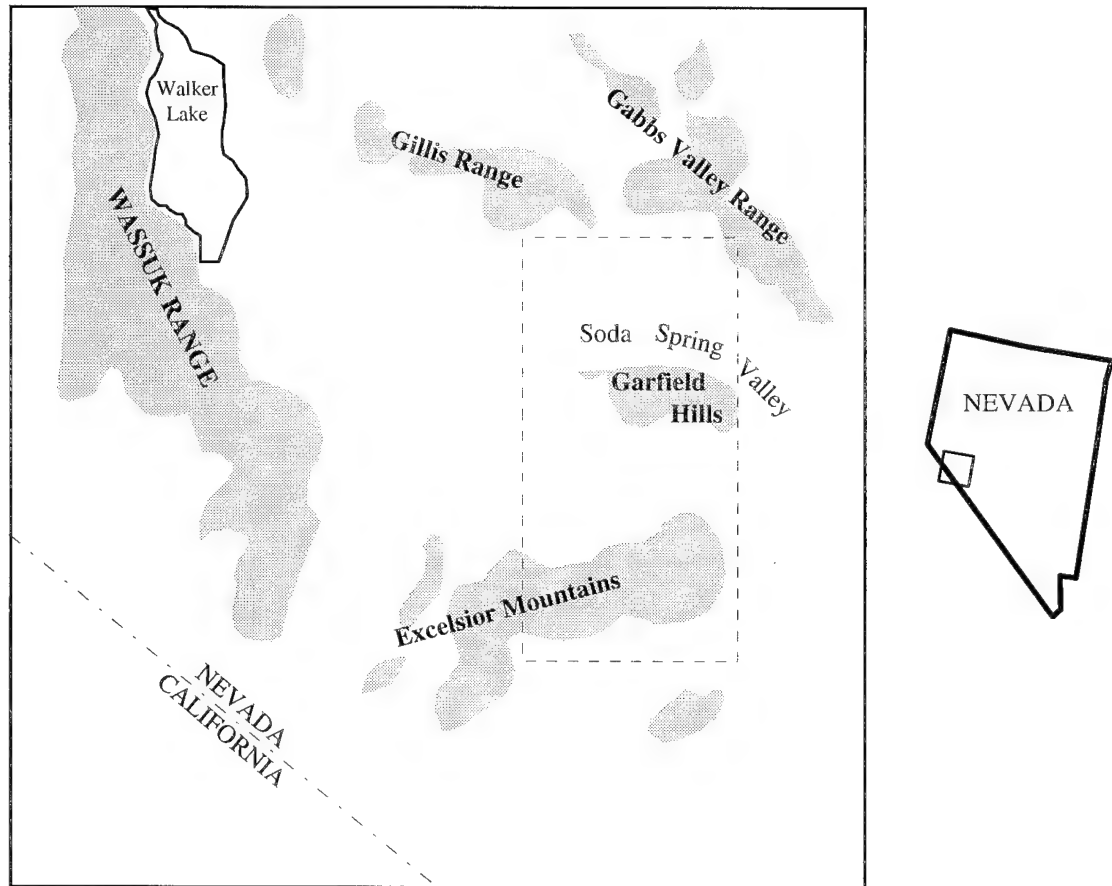 Walker
Lake
Gillis Range
Gabbs Valley Range
WASSUK RANGE
Soda Spring Valley
Garfield
Hills
NEVADA
Excelsior Mountains
NEVADA
CALIFORNIA